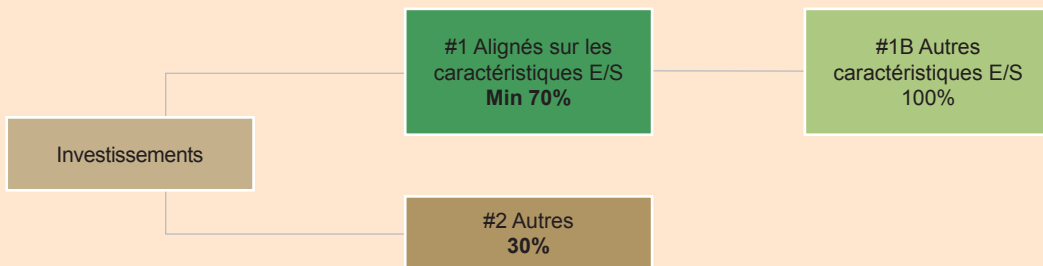 #1 Alignés sur les
caractéristiques E/S
Min 70%
#1B Autres
caractéristiques E/S
100%
Investissements
#2 Autres
30%